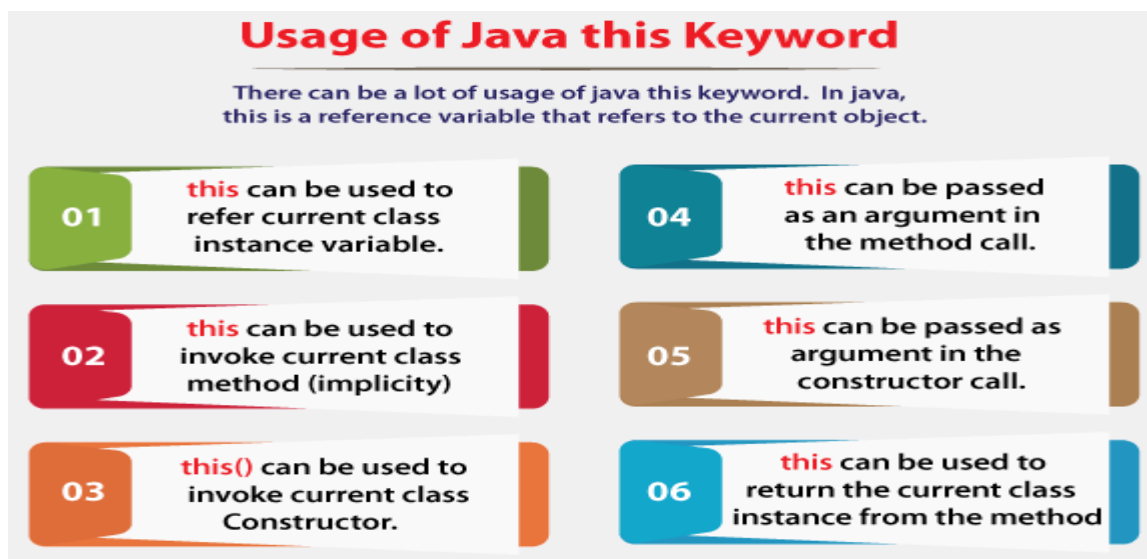 Usage of Java this Keyword
There can be a lot of usage of java this keyword. In java,
this is a reference variable that refers to the current object.
01
this can be used to
refer current class
instance variable.
02
this can be used to
invoke current class
method (implicity)
03
this() can be used to
invoke current class
Constructor.
04
this can be passed
as an argument in
the method call.
05
this can be passed as
argument in the
constructor call.
06
this can be used to
return the current class
instance from the method